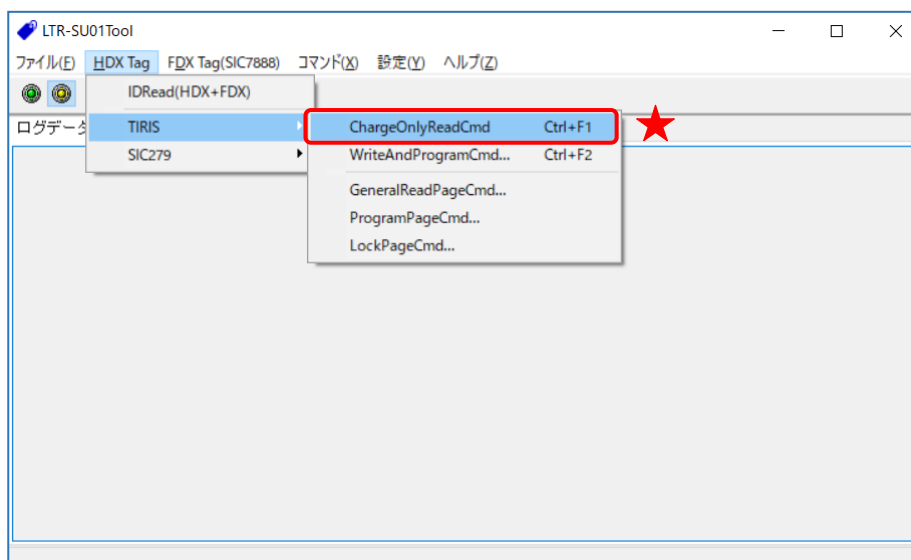 LTR-SU01Tool
ファイル(F) HDX Tag FDX Tag(SIC7888) コマンド(X) 設定(Y) ヘルプ(Z)
IDRead(HDX+FDX)
ログデータ TIRIS ChargeOnlyReadCmd Ctrl+F1
SIC279 WriteAndProgramCmd... Ctrl+F2
GeneralReadPageCmd...
ProgramPageCmd...
LockPageCmd...